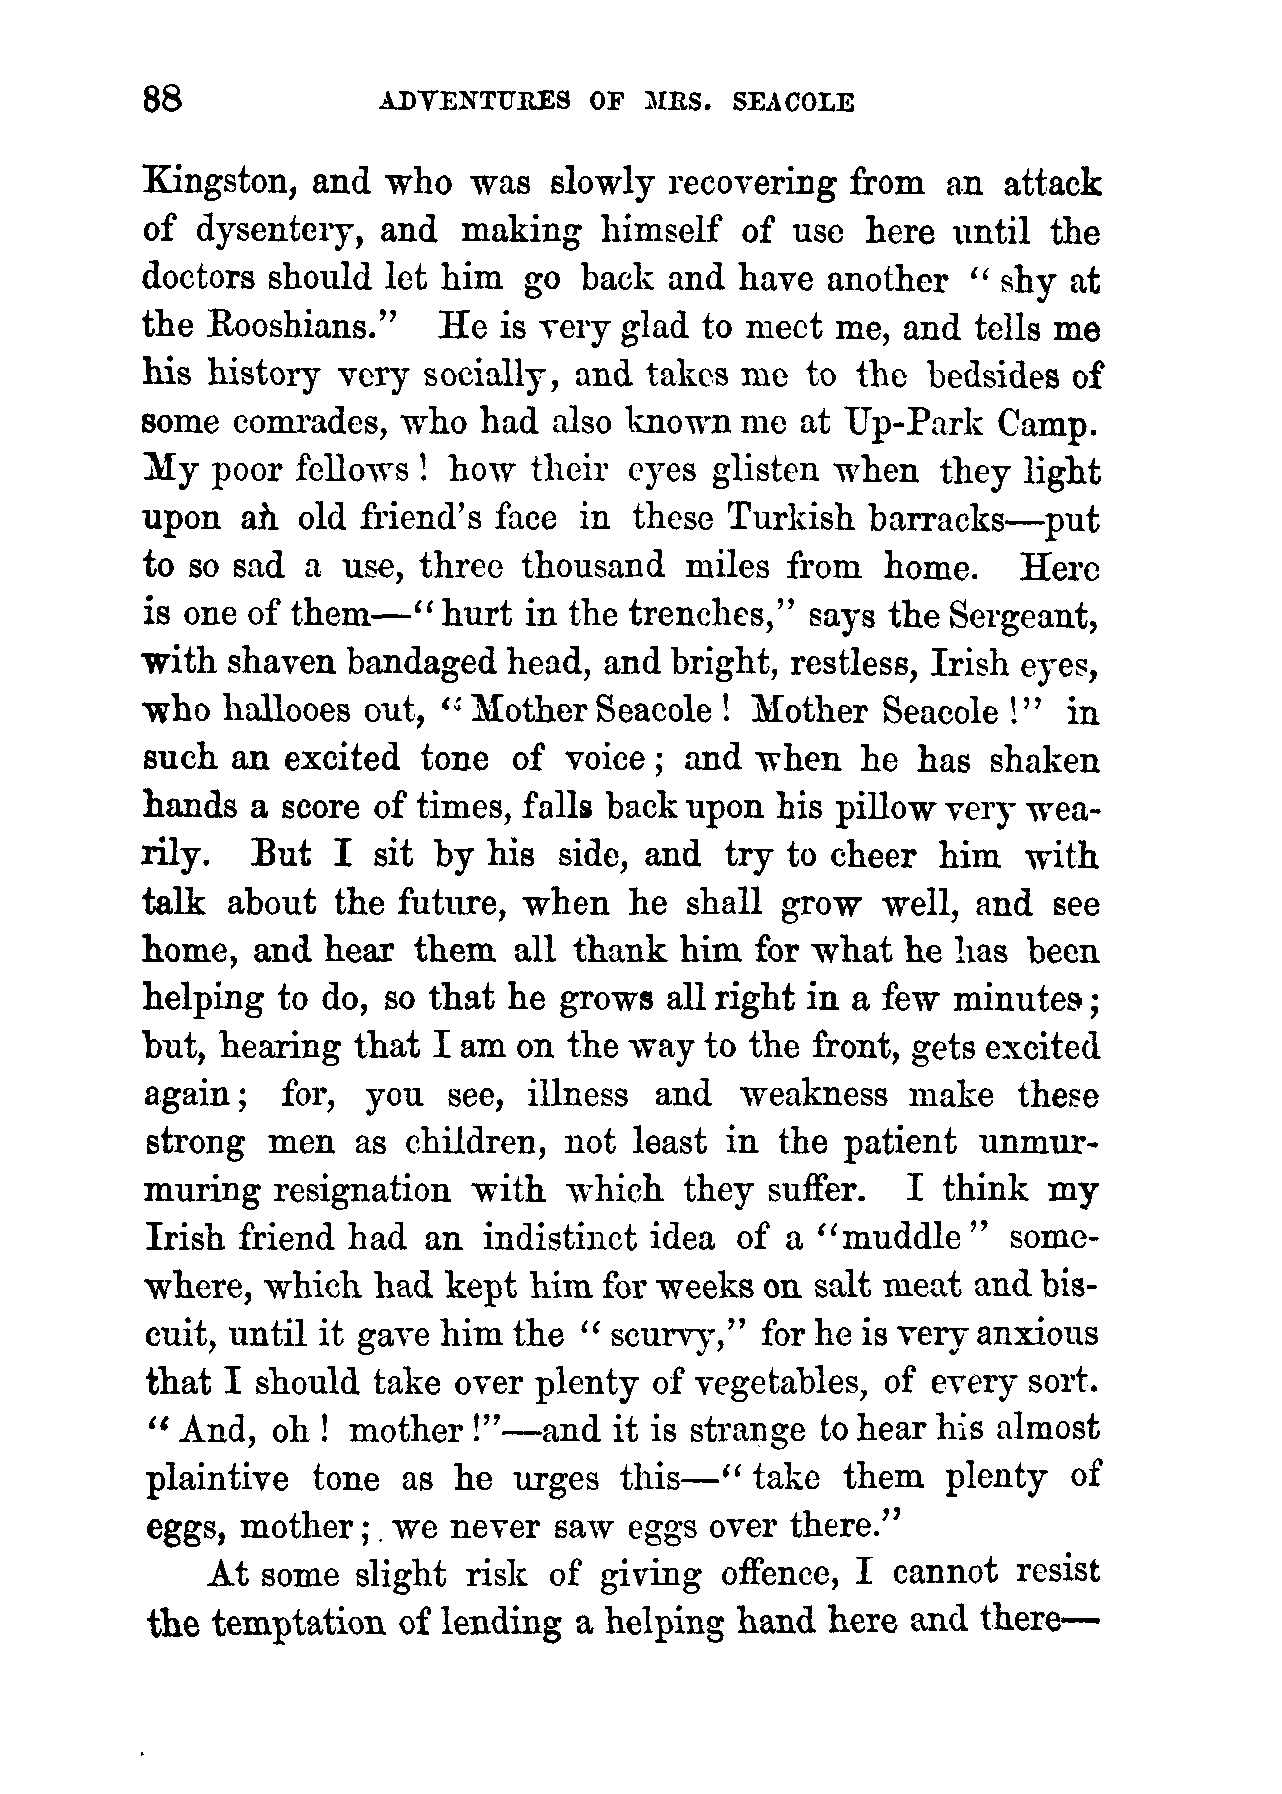 88 ADVENTURES OF MRS. SEACOLE
Kingston, and who was slowly recovering from an attack
of dysentery, and making himself of use here until the
doctors should let him go back and have another " shy at
the Rooshians." He is very glad to meet me, and tells me
his history very socially, and takes me to the bedsides of
some comrades, who had also known me at Up-Park Camp.
My poor fellows ! how their eyes glisten when they light
upon an old friend's face in these Turkish barracks—put
to so sad a use, three thousand miles from home. Here
is one of them—" hurt in the trenches," says the Sergeant,
with shaven bandaged head, and bright, restless, Irish eyes,
who hallooes out, " Mother Seacole ! Mother Seacole !" in
such an excited tone of voice ; and when he has shaken
hands a score of times, falls back upon his pillow very wea-
rily. But I sit by his side, and try to cheer him with
talk about the future, when he shall grow well, and see
home, and hear them all thank him for what he has been
helping to do, so that he grows all right in a few minutes ;
but, hearing that I am on the way to the front, gets excited
again ; for, you see, illness and weakness make these
strong men as children, not least in the patient unmur-
muring resignation with which they suffer. I think my
Irish friend had an indistinct idea of a "muddle" some-
where, which had kept him for weeks on salt meat and bis-
cuit, until it gave him the " scurvy," for he is very anxious
that I should take over plenty of vegetables, of every sort.
" And, oh ! mother !"—and it is strange to hear his almost
plaintive tone as he urges this—" take them plenty of
eggs, mother ; we never saw eggs over there."
At some slight risk of giving offence, I cannot resist
the temptation of lending a helping hand here and there—